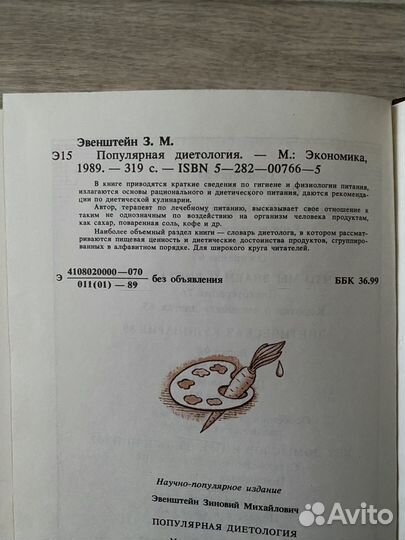 Эвенштейн З. М.
Э15 Популярная диетология. — М.: Экономика,
1989. — 319 с. — ISBN 5—282—00766—5
В книге приводятся краткие сведения по гигиене и физиологии питания,
излагаются основы рационального и диетического питания, даются рекомендации
по диетической кулинарии.
Автор, терапевт по лечебному питанию, высказывает свое отношение к
таким не однозначным по воздействию на организм человека продуктам,
как сахар, поваренная соль, кофе и др.
Наиболее объемный раздел книги — словарь диетолога, в котором рассматриваются
пищевая ценность и диетические достоинства продуктов, сгруппированных
в алфавитном порядке. Для широкого круга читателей.
Э 4108020000—070
011(01) — 89 без объявления ББК 36.99
Научно-популярное издание
Эвенштейн Зиновий Михайлович
ПОПУЛЯРНАЯ ДИЕТОЛОГИЯ
Avito